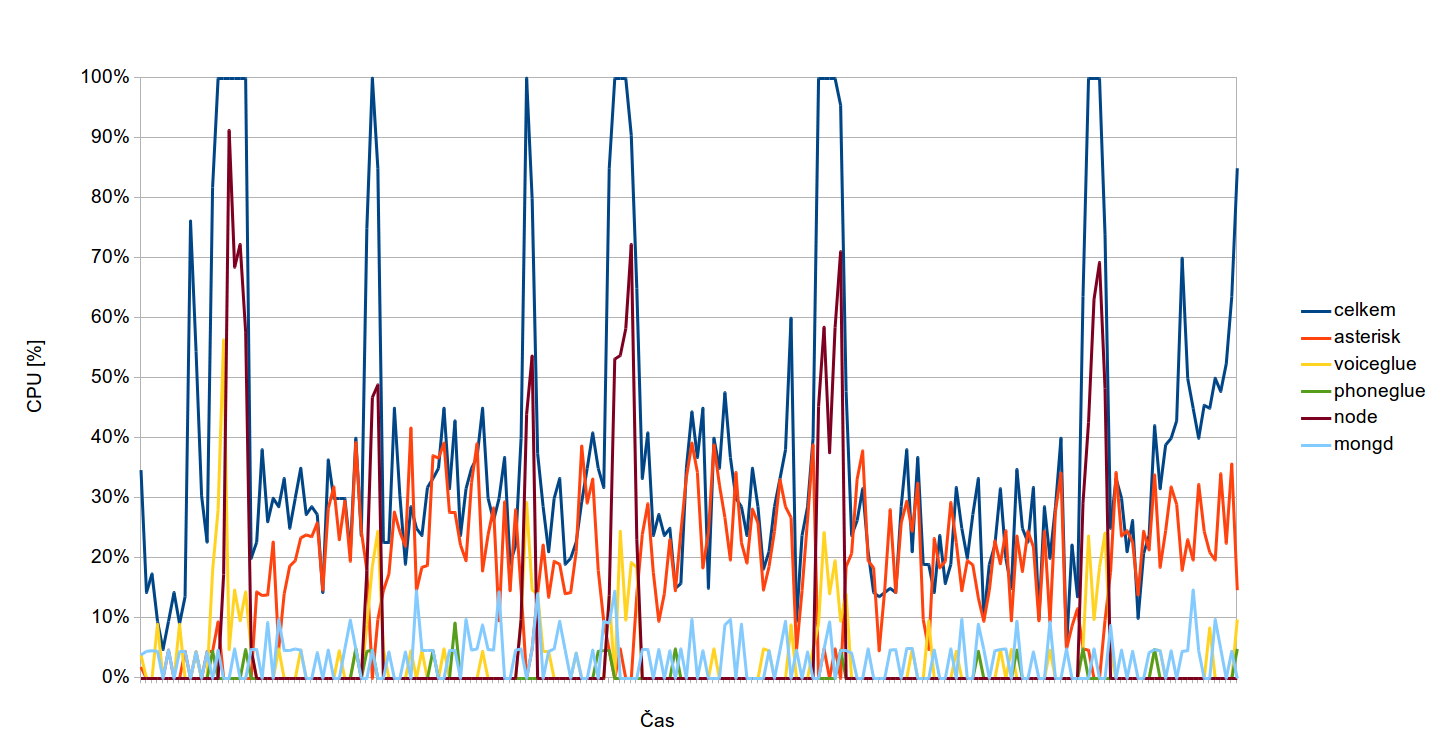 100%
90%
80%
70%
60%
50%
40%
30%
20%
10%
0%
CPU [%]
Čas
celkem
asterisk
voiceglue
phoneglue
node
mongd